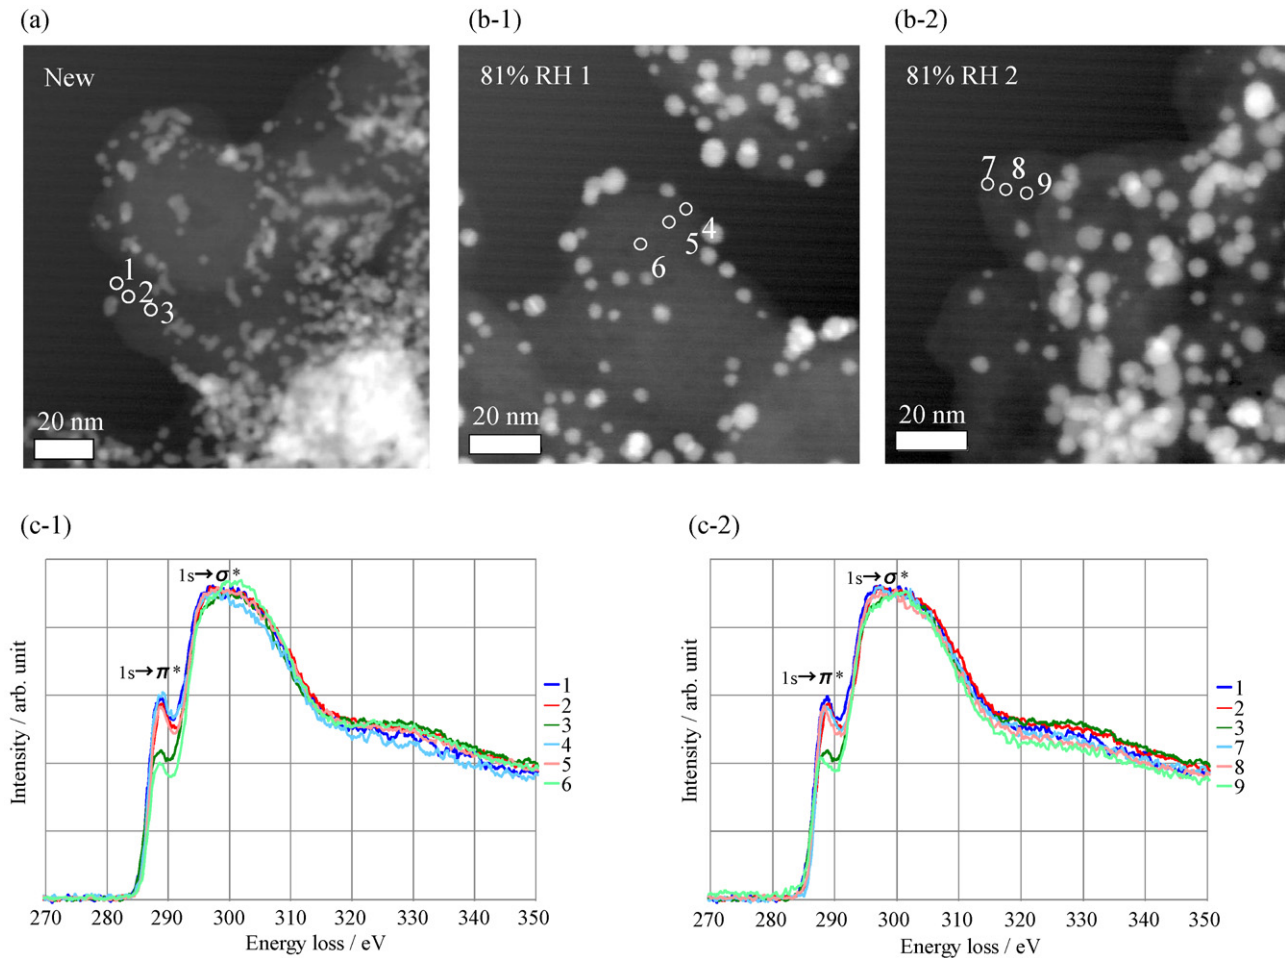 (a)
(b-1)
(b-2)
New
81% RH 1
81% RH 2
1
2
3
4
5
6
7
8
9
20 nm
20 nm
20 nm
(c-1)
(c-2)
1s→σ*
1s→π*
Intensity / arb. unit
1
2
3
4
5
6
270 280 290 300 310 320 330 340 350
Energy loss / eV
1s→σ*
1s→π*
Intensity / arb. unit
1
2
3
7
8
9
270 280 290 300 310 320 330 340 350
Energy loss / eV